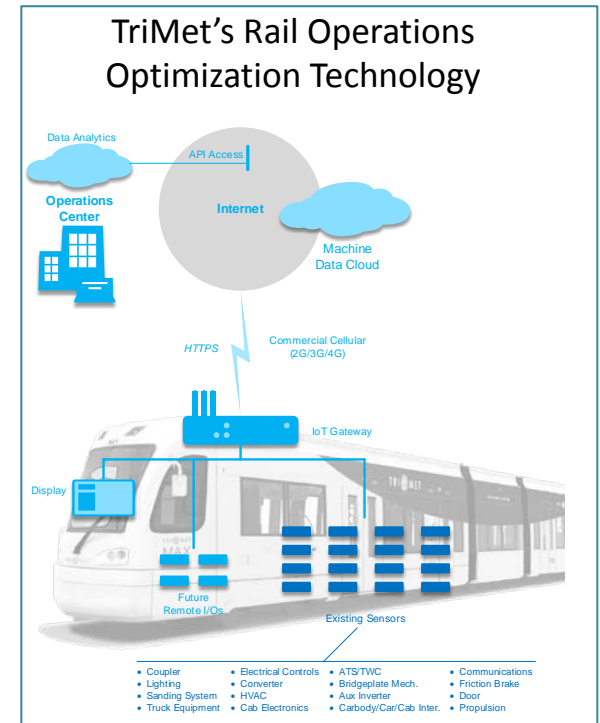 TriMet's Rail Operations
Optimization Technology
Data Analytics
API Access
Operations
Center
Internet
Machine
Data Cloud
HTTPS
Commercial Cellular
(2G/3G/4G)
IoT Gateway
Display
TRIMET
MAX
Future
Remote I/Os
Existing Sensors
• Coupler
• Lighting
• Sanding System
• Truck Equipment
• Electrical Controls
• Converter
• HVAC
• Cab Electronics
• ATS/TWC
• Bridgeplate Mech.
• Aux Inverter
• Carbody/Car/Cab Inter.
• Communications
• Friction Brake
• Door
• Propulsion